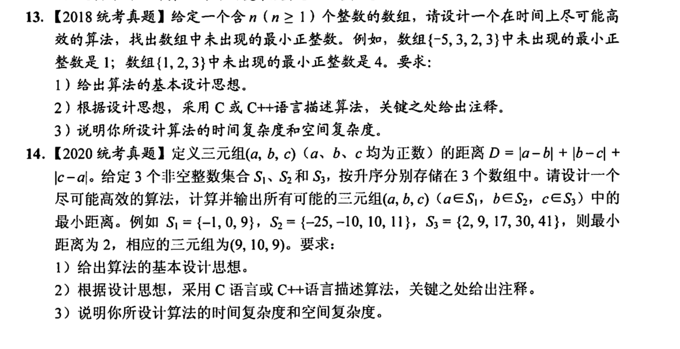 13.【2018 统考真题】给定一个含 n（n ≥ 1）个整数的数组，请设计一个在时间上尽可能高
效的算法，找出数组中未出现的最小正整数。例如，数组{-5, 3, 2, 3}中未出现的最小正
整数是 1；数组{1, 2, 3}中未出现的最小正整数是 4。要求：
1）给出算法的基本设计思想。
2）根据设计思想，采用 C 或 C++语言描述算法，关键之处给出注释。
3）说明你所设计算法的时间复杂度和空间复杂度。
14.【2020 统考真题】定义三元组(a, b, c)（a、b、c 均为正数）的距离 D = |a – b| + |b – c| +
|c – a|。给定 3 个非空整数集合 S₁、S₂ 和 S₃，按升序分别存储在 3 个数组中。请设计一个
尽可能高效的算法，计算并输出所有可能的三元组(a, b, c)（a∈S₁，b∈S₂，c∈S₃）中的
最小距离。例如 S₁ = {–1, 0, 9}，S₂ = {–25, –10, 10, 11}，S₃ = {2, 9, 17, 30, 41}，则最小
距离为 2，相应的三元组为(9, 10, 9)。要求：
1）给出算法的基本设计思想。
2）根据设计思想，采用 C 语言或 C++语言描述算法，关键之处给出注释。
3）说明你所设计算法的时间复杂度和空间复杂度。